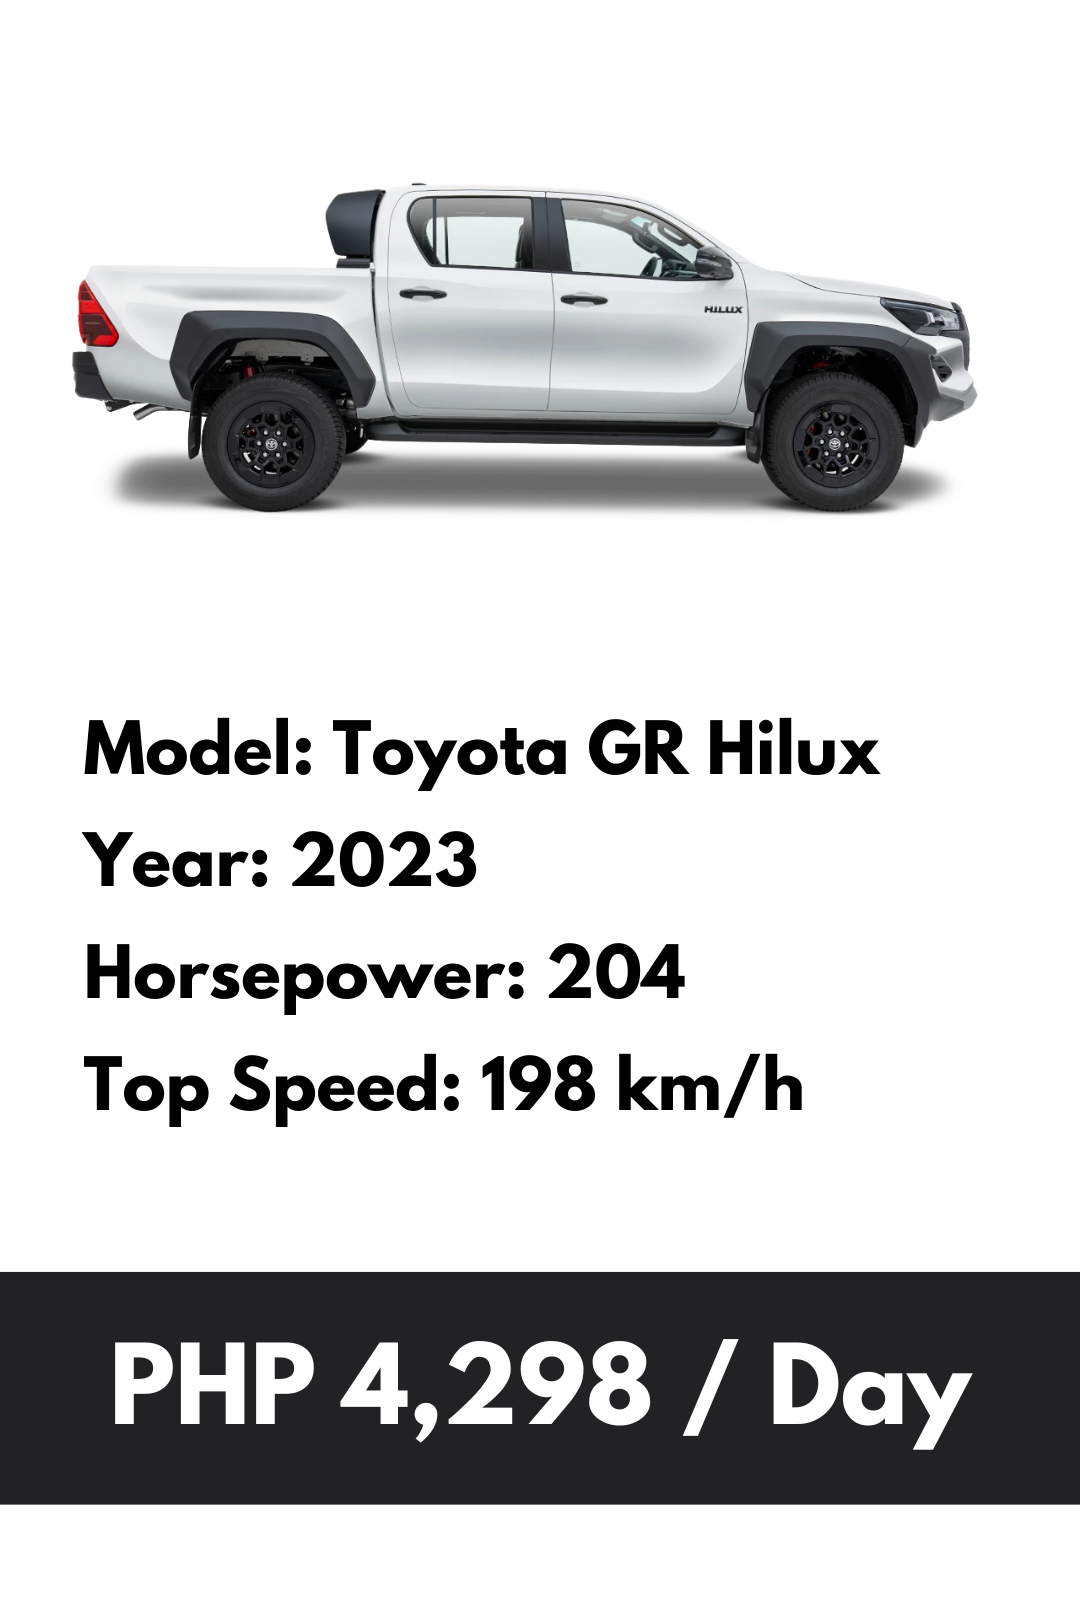 HILUX
Model: Toyota GR Hilux
Year: 2023
Horsepower: 204
Top Speed: 198 km/h
PHP 4,298 / Day